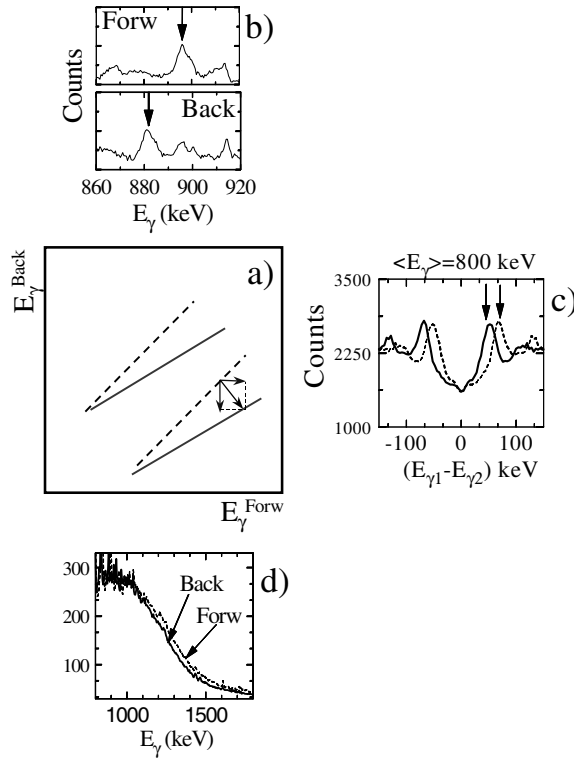 Forw
b)
Back
Counts
860 880 900 920
Eγ (keV)
a)
EγBack
EγForw
<Eγ>=800 keV
c)
3500
2250
1000
Counts
-100 0 100
(Eγ1-Eγ2) keV
d)
300
200
100
Back
Forw
1000 1500
Eγ (keV)